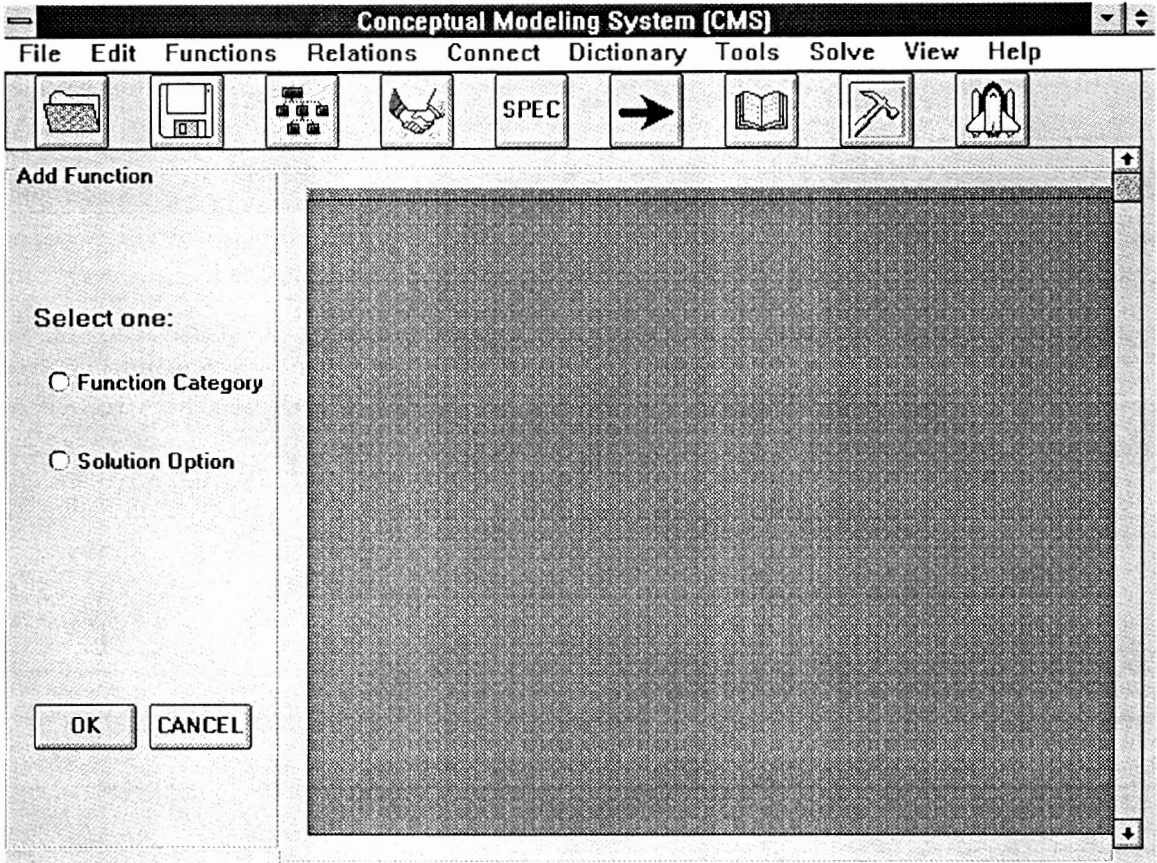 Conceptual Modeling System (CMS)
File Edit Functions Relations Connect Dictionary Tools Solve View Help
SPEC
Add Function
Select one:
Function Category
Solution Option
OK CANCEL